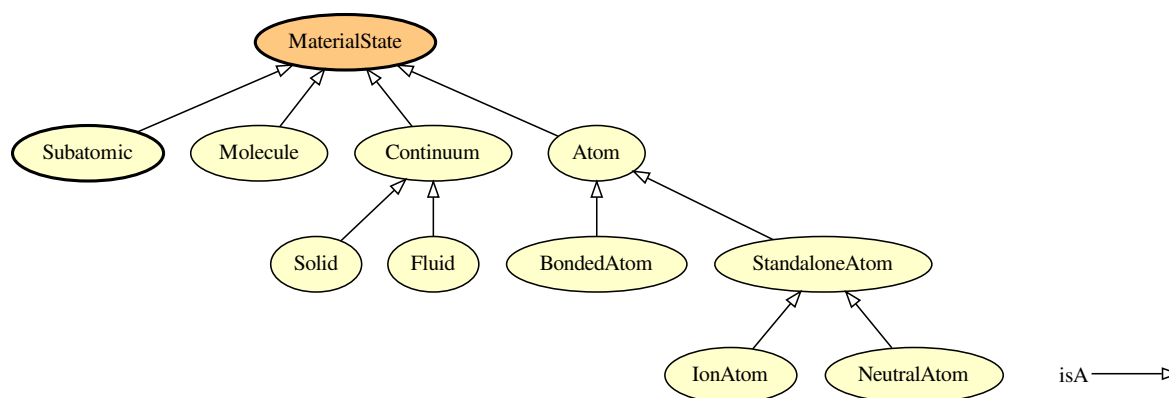 MaterialState
Subatomic
Molecule
Continuum
Atom
Solid
Fluid
BondedAtom
StandaloneAtom
IonAtom
NeutralAtom
isA